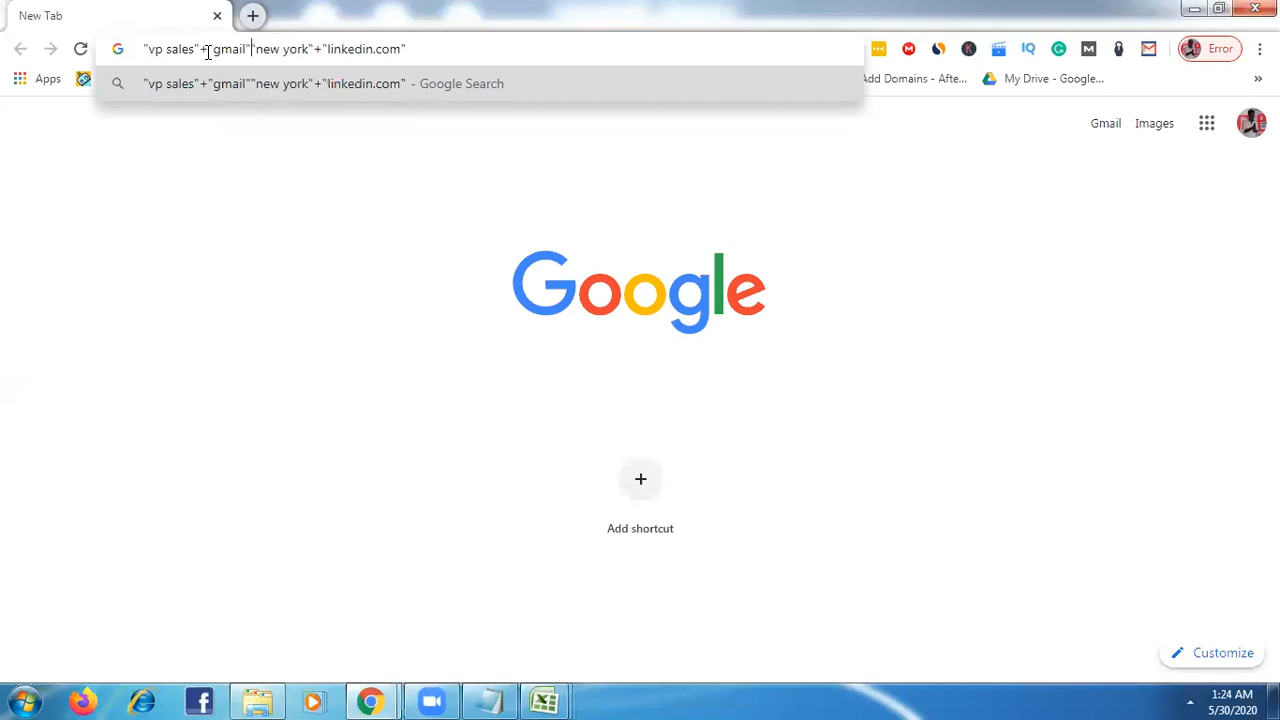 New Tab
"vp sales"+"gmail""new york"+"linkedin.com"
Error
"vp sales"+"gmail""new york"+"linkedin.com" - Google Search
Apps
Add Domains - Afte...
My Drive - Google...
»
Gmail
Images
Google
Add shortcut
Customize
1:24 AM
5/30/2020